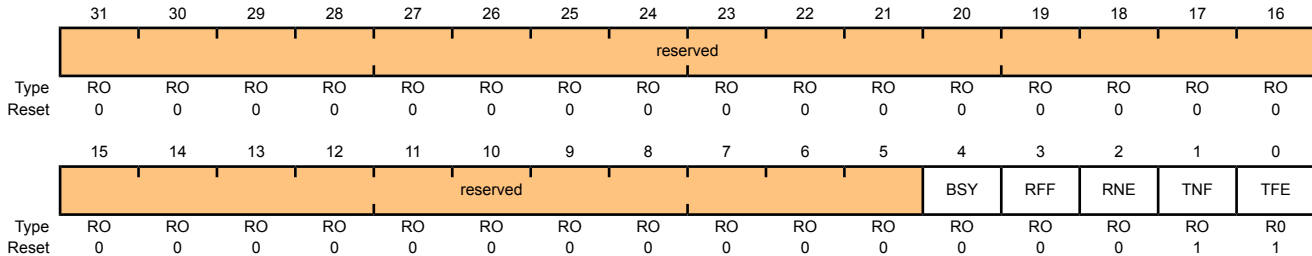 31 30 29 28 27 26 25 24 23 22 21 20 19 18 17 16
reserved
Type RO RO RO RO RO RO RO RO RO RO RO RO RO RO RO RO
Reset 0 0 0 0 0 0 0 0 0 0 0 0 0 0 0 0
15 14 13 12 11 10 9 8 7 6 5 4 3 2 1 0
reserved BSY RFF RNE TNF TFE
Type RO RO RO RO RO RO RO RO RO RO RO RO RO RO RO R0
Reset 0 0 0 0 0 0 0 0 0 0 0 0 0 0 1 1